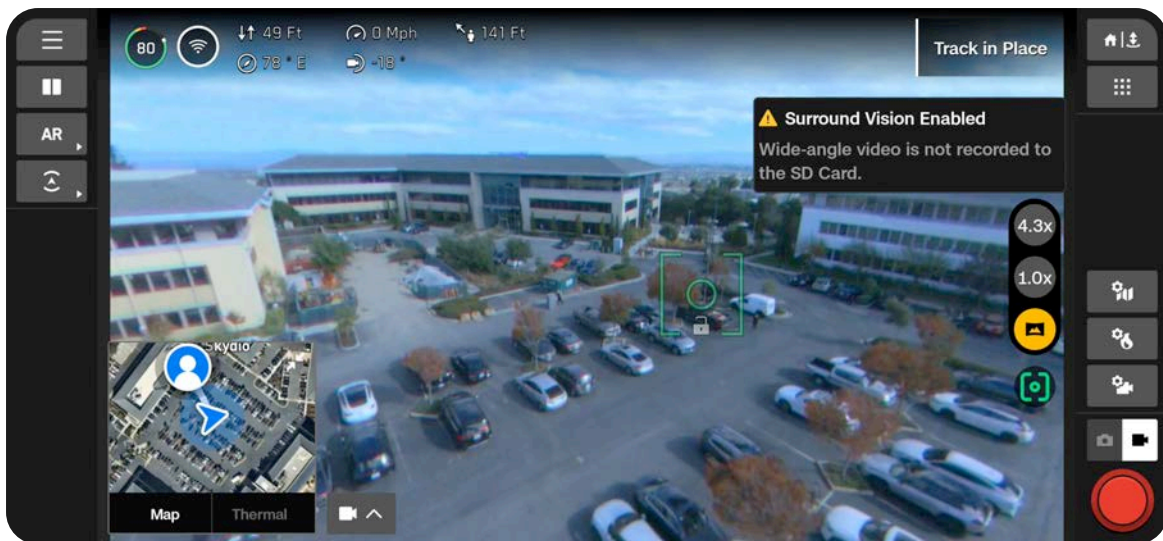 80
49 Ft
0 Mph
141 Ft
78 ° E
-18 °
Track in Place
AR
Surround Vision Enabled
Wide-angle video is not recorded to
the SD Card.
4.3x
1.0x
Skydio
Map
Thermal